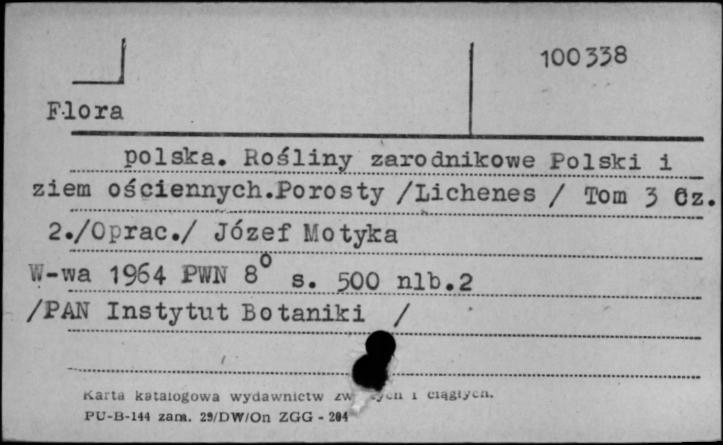 100338
Flora
polska. Rośliny zarodnikowe Polski i
ziem ościennych.Porosty /Lichenes / Tom 3 Cz.
2./Oprac./ Józef Motyka
W-wa 1964 PWN 8° s. 500 nlb.2
/PAN Instytut Botaniki /
Karta katalogowa wydawnictw i ciągłych.
PU-B-144 zam. 29/DW/On ZGG - 204